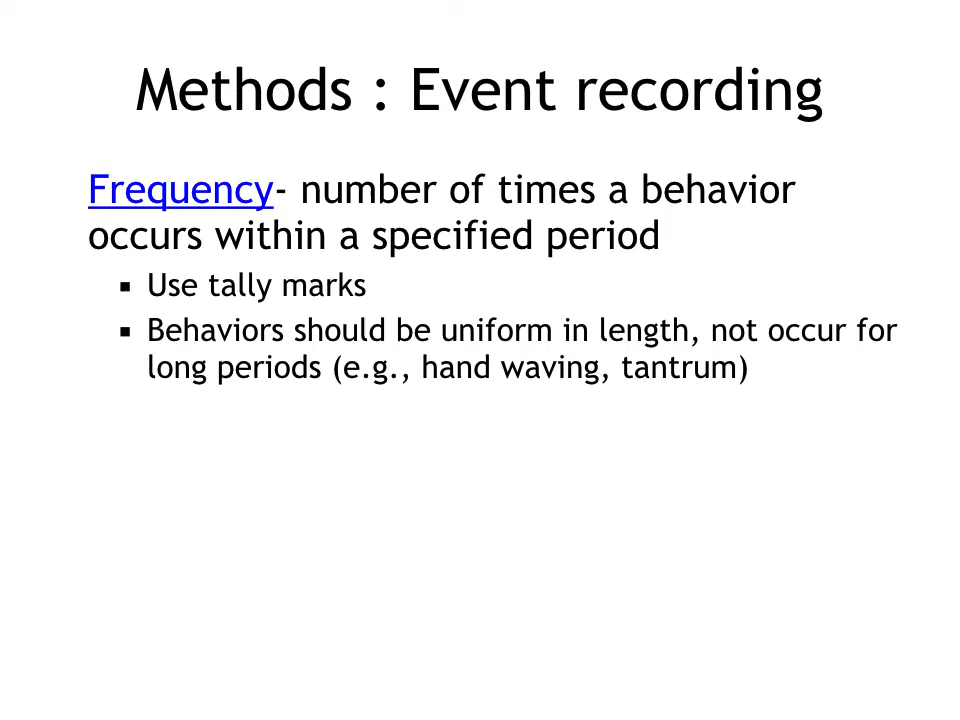 Methods : Event recording
Frequency- number of times a behavior
occurs within a specified period
▪ Use tally marks
▪ Behaviors should be uniform in length, not occur for
long periods (e.g., hand waving, tantrum)